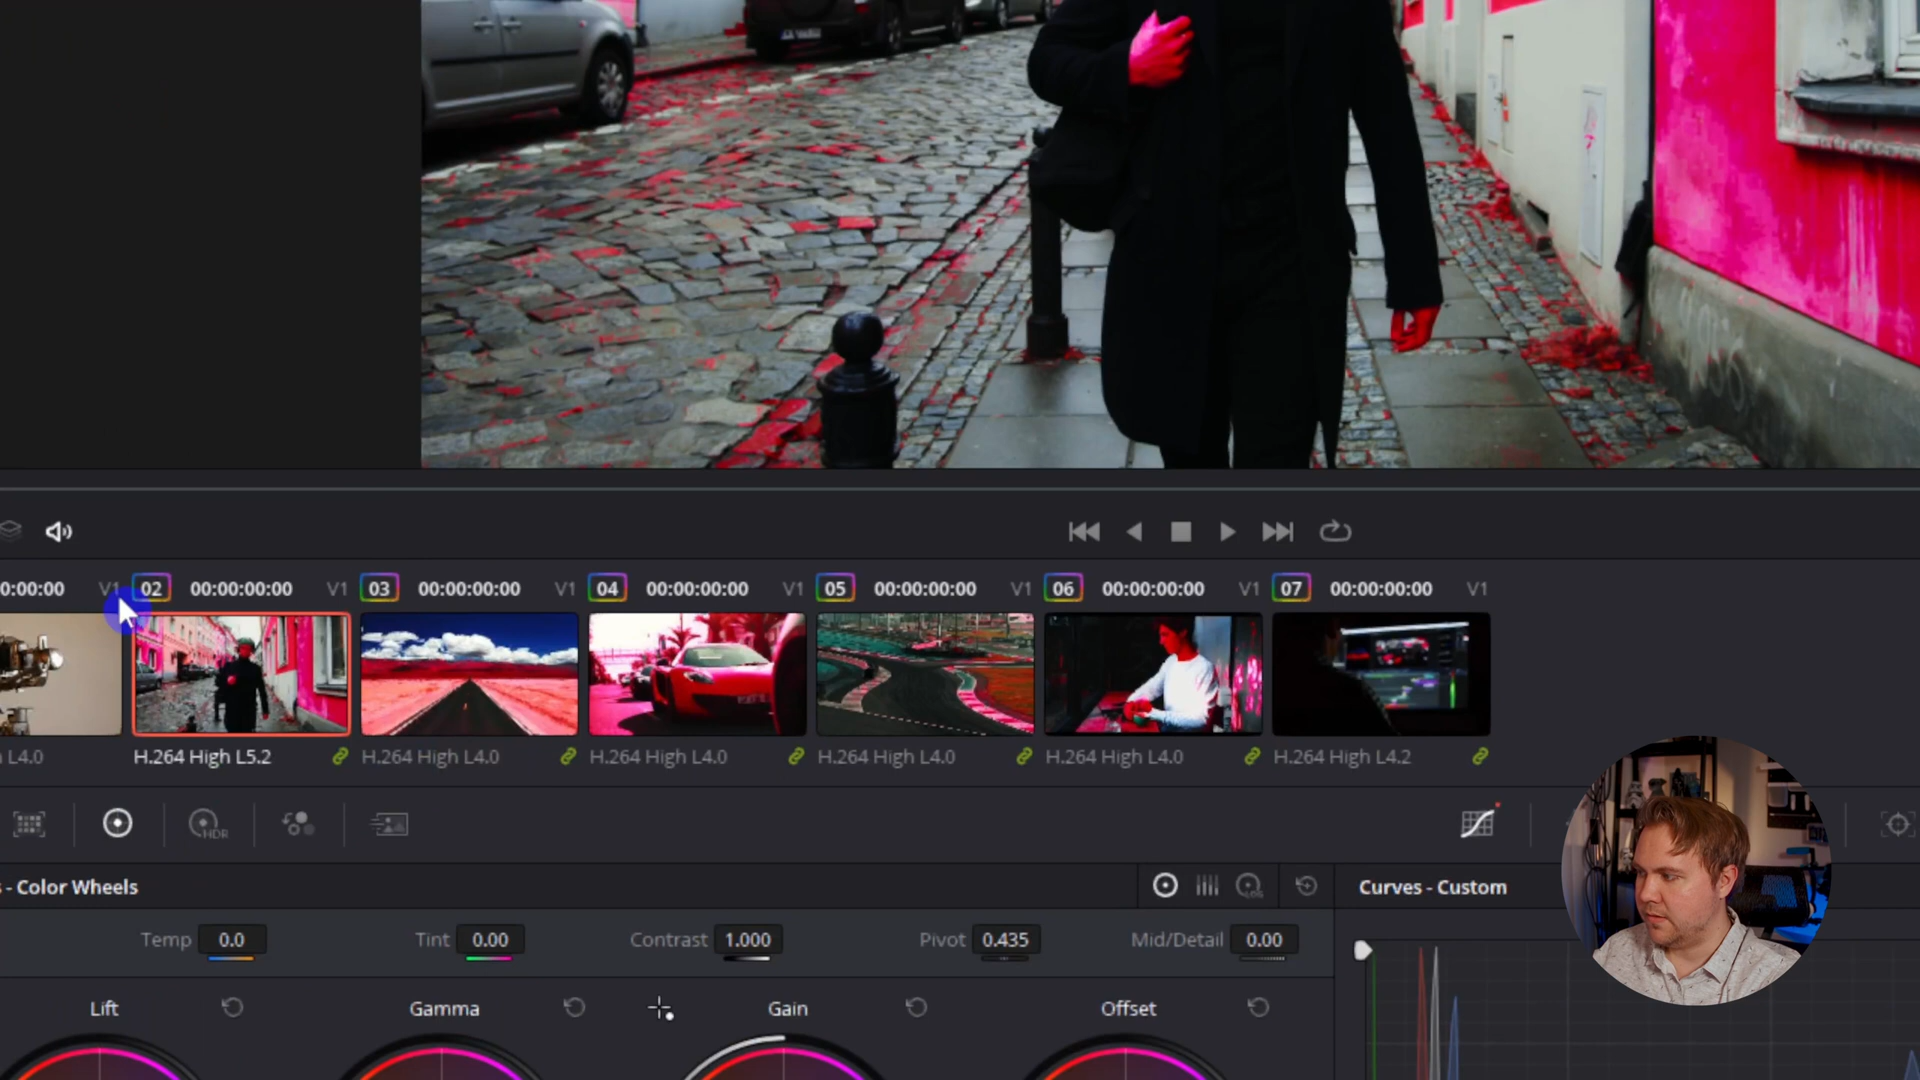 0:00:00 V1 02 00:00:00:00 V1 03 00:00:00:00 V1 04 00:00:00:00 V1 05 00:00:00:00 V1 06 00:00:00:00 V1 07 00:00:00:00 V1
L4.0 H.264 High L5.2 H.264 High L4.0 H.264 High L4.0 H.264 High L4.0 H.264 High L4.0 H.264 High L4.2
HDR
s - Color Wheels
LOG
Curves - Custom
Temp 0.0 Tint 0.00 Contrast 1.000 Pivot 0.435 Mid/Detail 0.00
Lift Gamma Gain Offset